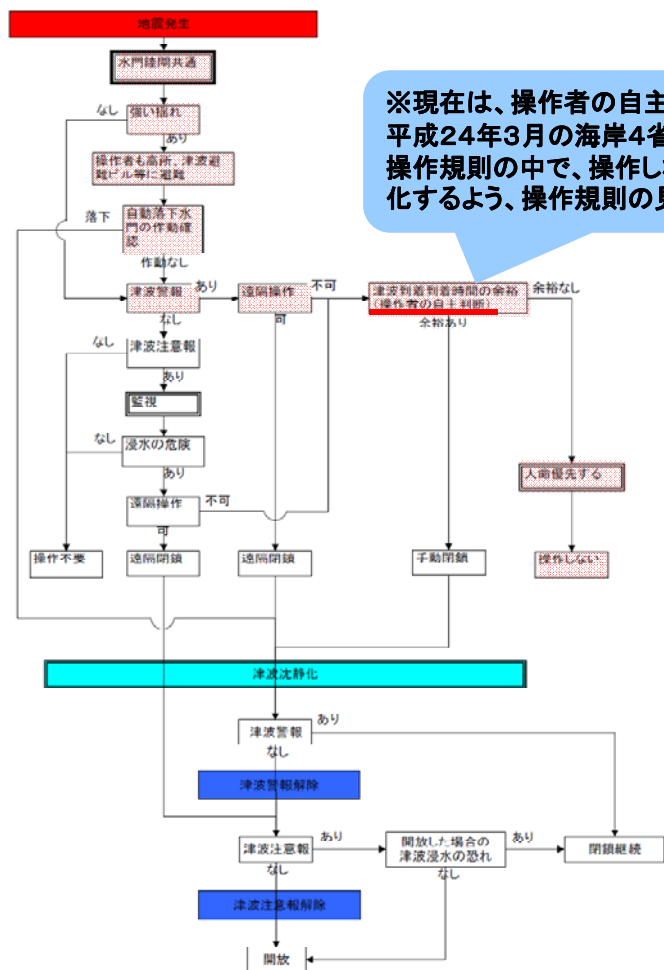 地震発生
水門陸閘共通
※現在は、操作者の自主
平成24年3月の海岸4省
操作規則の中で、操作し
化するよう、操作規則の見
なし
強い揺れ
あり
操作者も高所、津波避
難ビル等に避難
落下
自動落下水
門の作動確
認
作動なし
津波警報
あり
遠隔操作
不可
津波到着到着時間の余裕
(操作者の自主判断)
余裕なし
なし
可
余裕あり
なし
津波注意報
あり
監視
なし
浸水の危険
あり
人命優先する
遠隔操作
不可
可
操作不要
遠隔閉鎖
遠隔閉鎖
手動閉鎖
操作しない
津波沈静化
津波警報
あり
なし
津波警報解除
津波注意報
あり
開放した場合の
津波浸水の恐れ
あり
閉鎖継続
なし
なし
津波注意報解除
開放